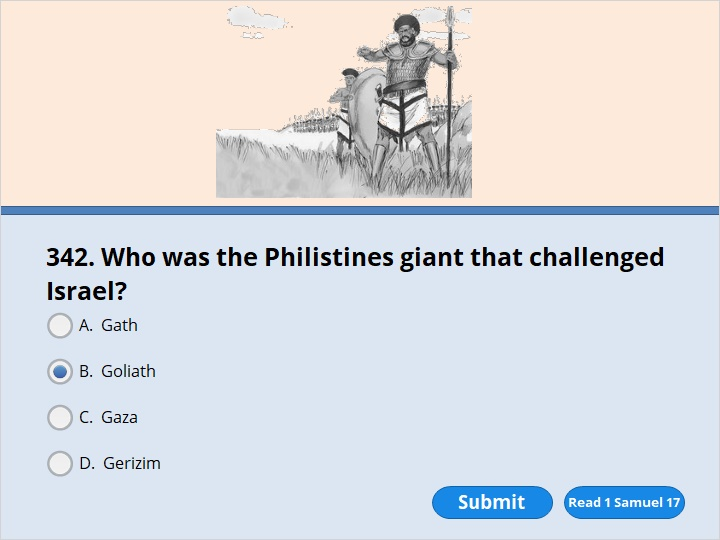 342. Who was the Philistines giant that challenged
Israel?
A. Gath
B. Goliath
C. Gaza
D. Gerizim
Submit
Read 1 Samuel 17